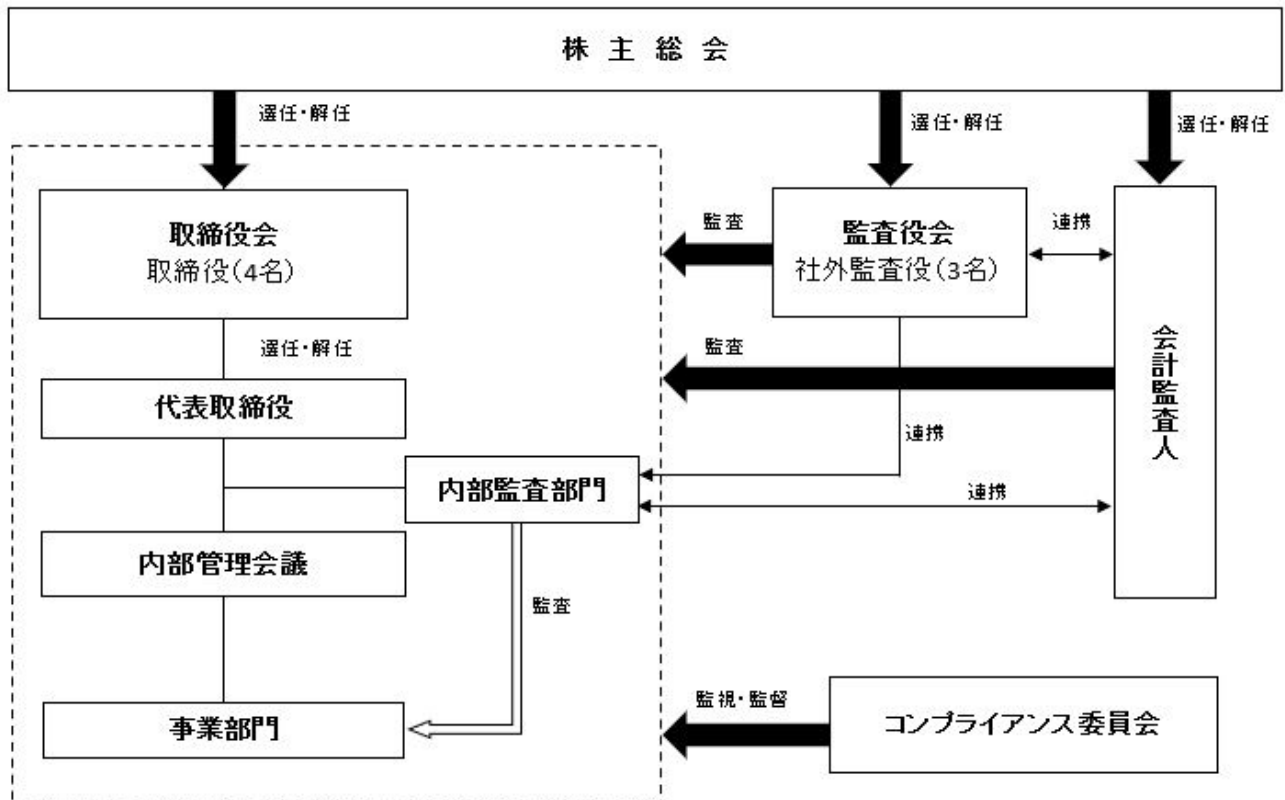 株主総会
選任・解任
選任・解任
選任・解任
取締役会
取締役(4名)
監査
監査役会
社外監査役(3名)
連携
会計監査人
選任・解任
監査
代表取締役
連携
内部監査部門
連携
内部管理会議
監査
監視・監督
コンプライアンス委員会
事業部門